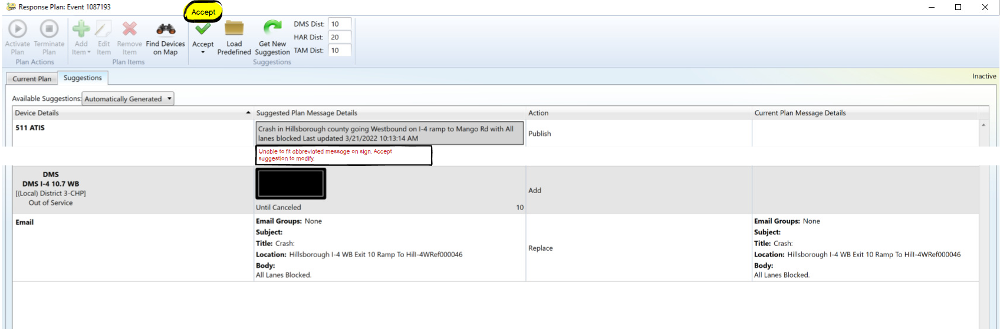 Response Plan: Event 1087193
Accept
Activate Plan
Terminate Plan
Plan Actions
Add Item
Edit Item
Remove Item
Find Devices on Map
Plan Items
Accept
Load Predefined
Get New Suggestion
DMS Dist: 10
HAR Dist: 20
TAM Dist: 10
Suggestions
Current Plan
Suggestions
Inactive
Available Suggestions: Automatically Generated
Device Details
Suggested Plan Message Details
Action
Current Plan Message Details
511 ATIS
Crash in Hillsborough county going Westbound on I-4 ramp to Mango Rd with All
lanes blocked Last updated 3/21/2022 10:13:14 AM
Publish
Unable to fit abbreviated message on sign. Accept
suggestion to modify.
DMS
DMS I-4 10.7 WB
[(Local) District 3-CHP]
Out of Service
Until Canceled
10
Add
Email
Email Groups: None
Subject:
Title: Crash:
Location: Hillsborough I-4 WB Exit 10 Ramp To Hill-4WRef000046
Body:
All Lanes Blocked.
Replace
Email Groups: None
Subject:
Title: Crash:
Location: Hillsborough I-4 WB Exit 10 Ramp To Hill-4WRef000046
Body:
All Lanes Blocked.